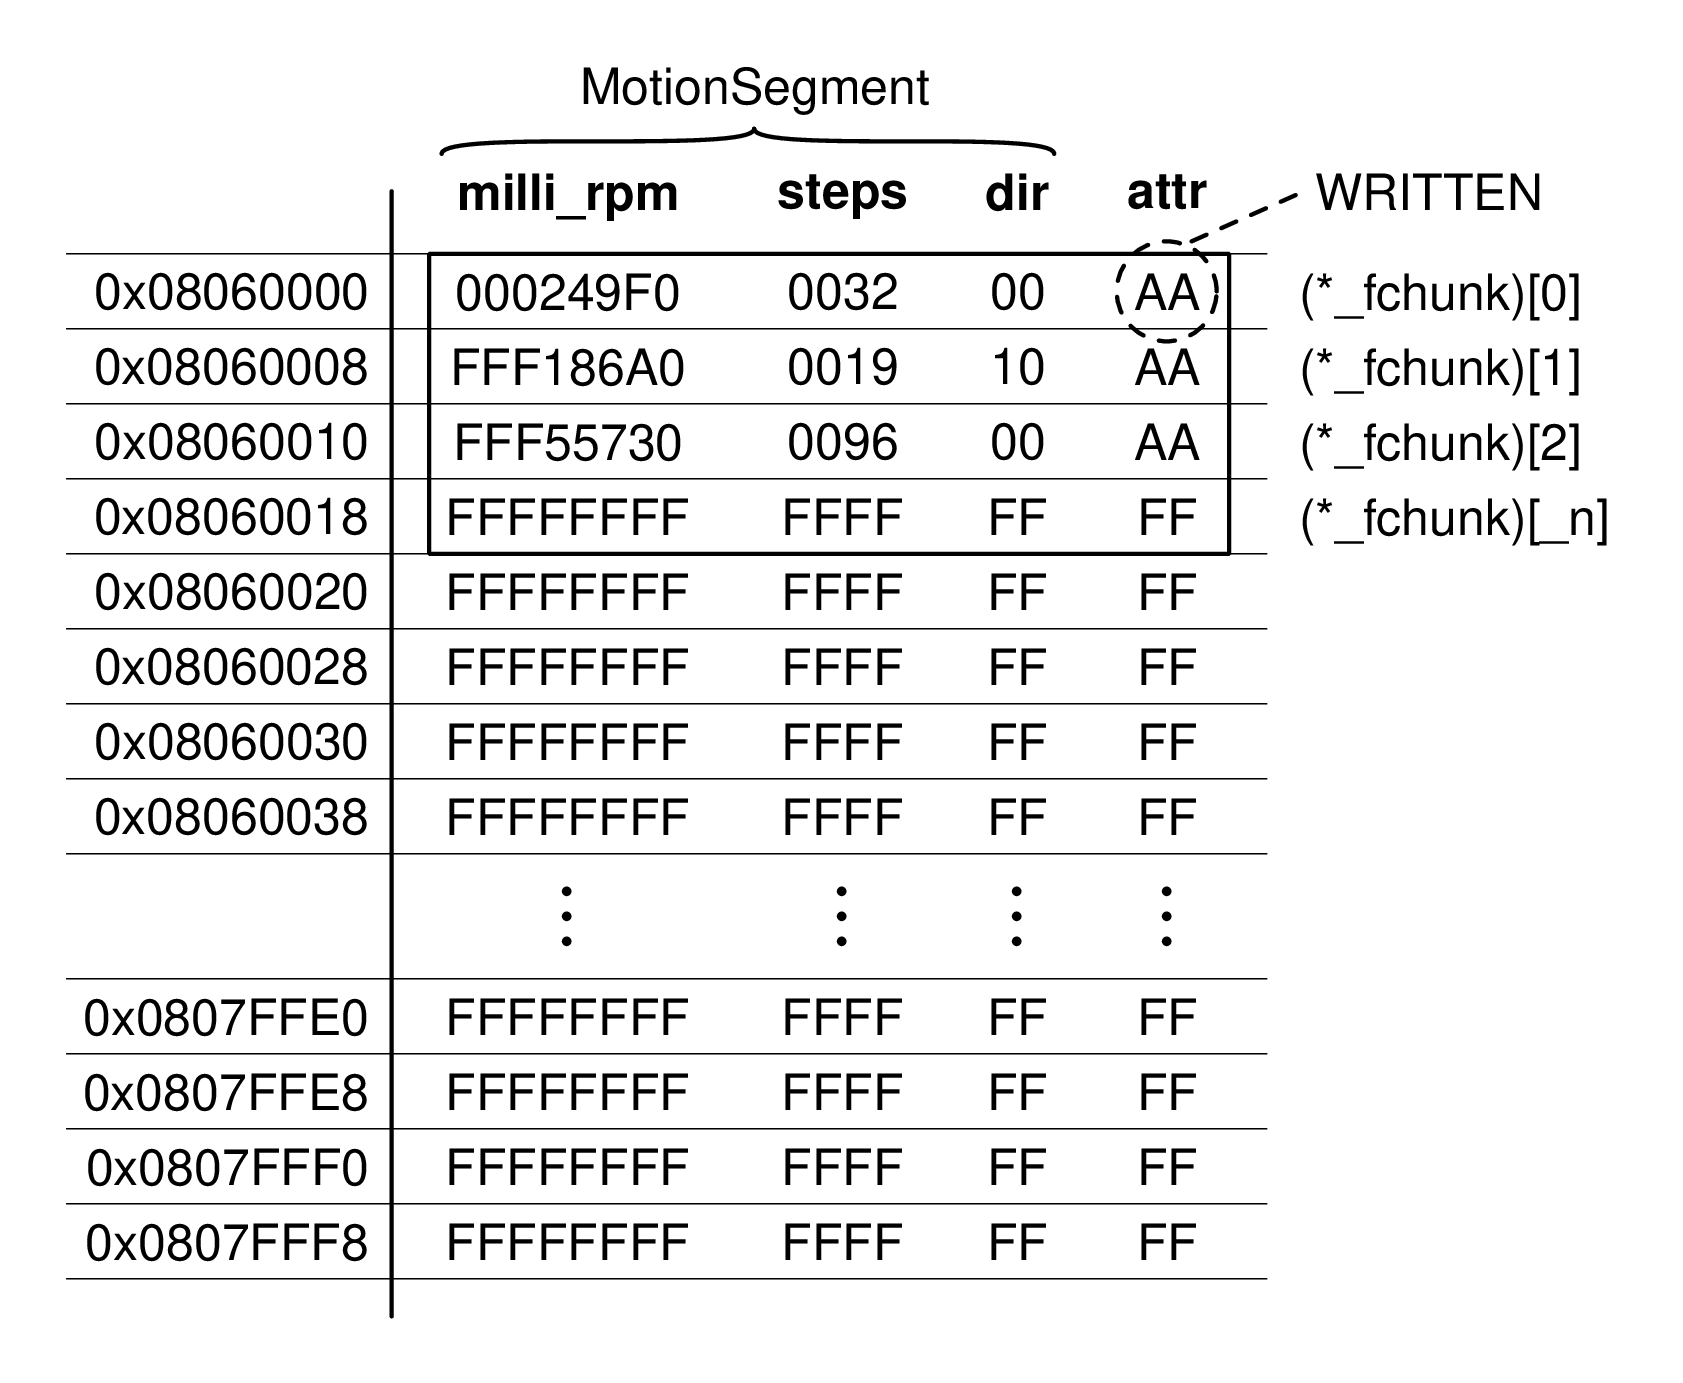 MotionSegment
milli_rpm steps dir attr WRITTEN
0x08060000 000249F0 0032 00 AA (*_fchunk)[0]
0x08060008 FFF186A0 0019 10 AA (*_fchunk)[1]
0x08060010 FFF55730 0096 00 AA (*_fchunk)[2]
0x08060018 FFFFFFFF FFFF FF FF (*_fchunk)[_n]
0x08060020 FFFFFFFF FFFF FF FF
0x08060028 FFFFFFFF FFFF FF FF
0x08060030 FFFFFFFF FFFF FF FF
0x08060038 FFFFFFFF FFFF FF FF
0x0807FFE0 FFFFFFFF FFFF FF FF
0x0807FFE8 FFFFFFFF FFFF FF FF
0x0807FFF0 FFFFFFFF FFFF FF FF
0x0807FFF8 FFFFFFFF FFFF FF FF